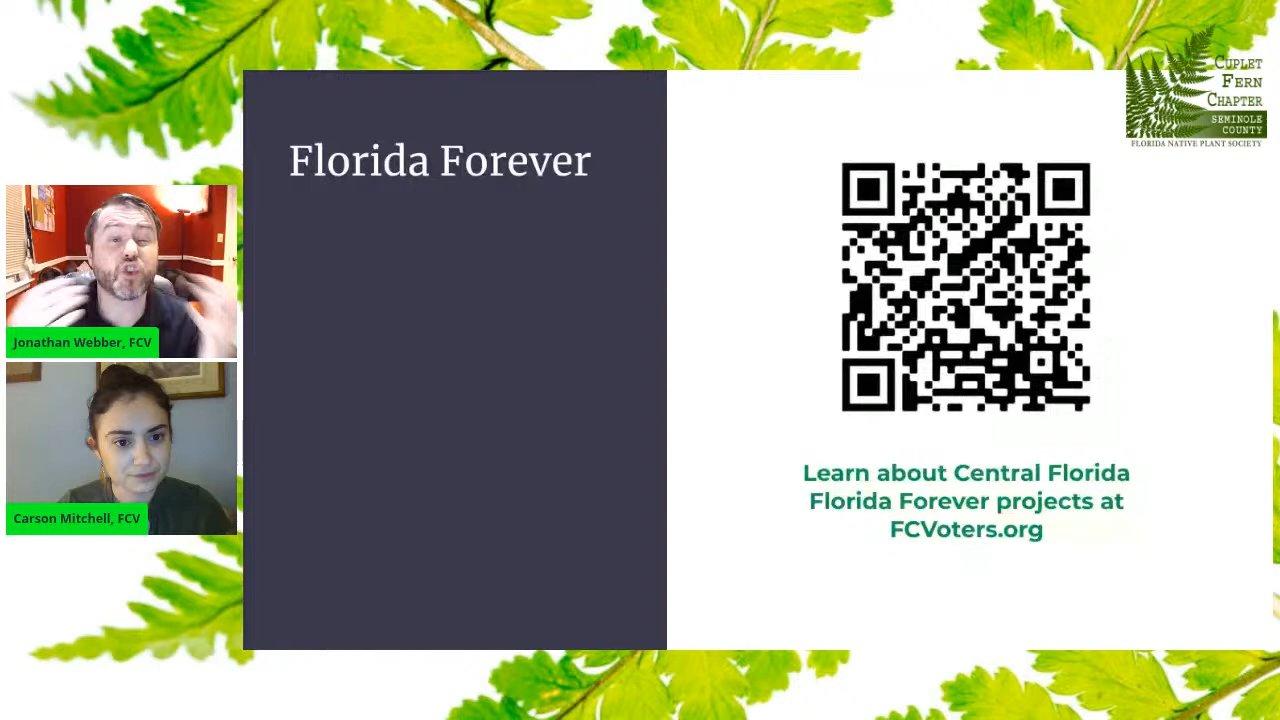 Florida Forever
CUPLET
FERN
CHAPTER
SEMINOLE
COUNTY
FLORIDA NATIVE PLANT SOCIETY
Jonathan Webber, FCV
Carson Mitchell, FCV
Learn about Central Florida
Florida Forever projects at
FCVoters.org